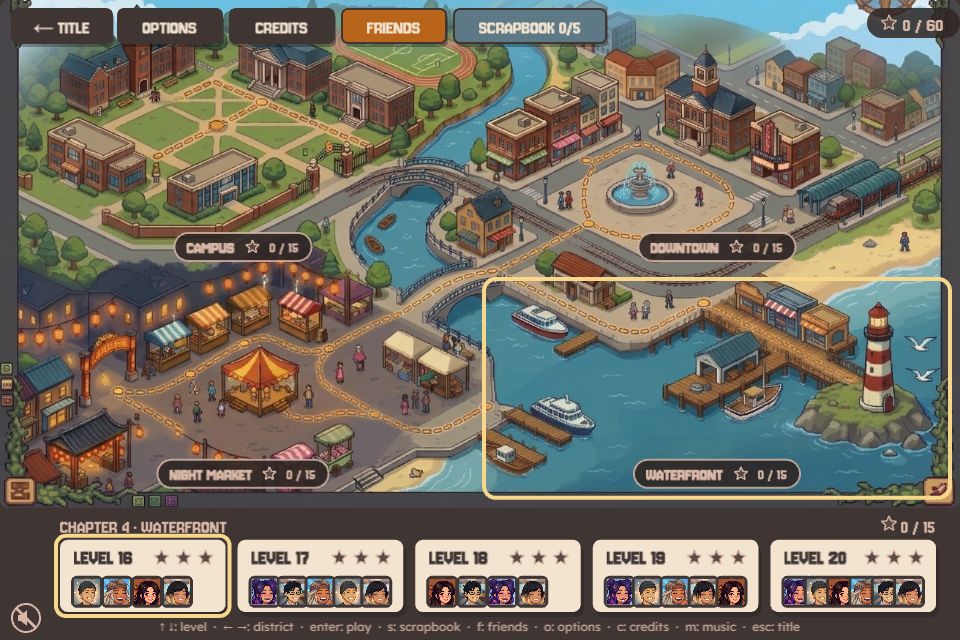 ← TITLE
OPTIONS
CREDITS
FRIENDS
SCRAPBOOK 0/5
☆ 0 / 60
CAMPUS ☆ 0 / 15
DOWNTOWN ☆ 0 / 15
NIGHT MARKET ☆ 0 / 15
WATERFRONT ☆ 0 / 15
CHAPTER 4 · WATERFRONT
☆ 0 / 15
LEVEL 16 ★ ★ ★
LEVEL 17 ★ ★ ★
LEVEL 18 ★ ★ ★
LEVEL 19 ★ ★ ★
LEVEL 20 ★ ★ ★
↑ ↓: level · ← →: district · enter: play · s: scrapbook · f: friends · o: options · c: credits · m: music · esc: title